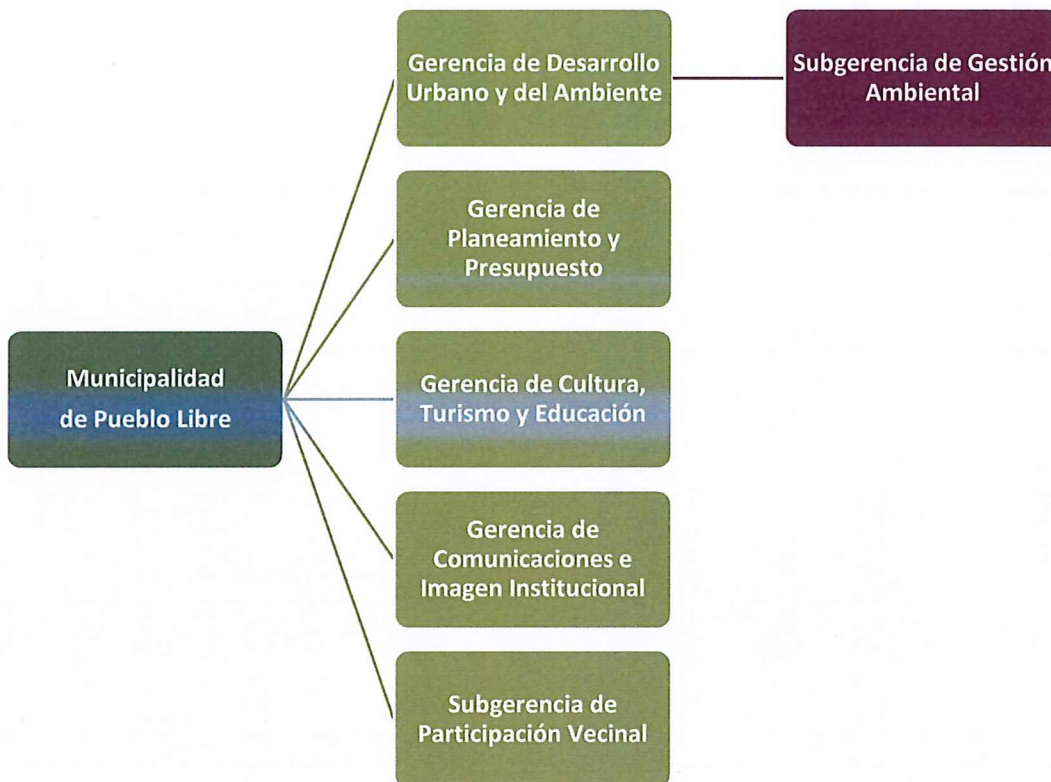 Gerencia de Desarrollo
Urbano y del Ambiente
Subgerencia de Gestión
Ambiental
Gerencia de
Planeamiento y
Presupuesto
Municipalidad
de Pueblo Libre
Gerencia de Cultura,
Turismo y Educación
Gerencia de
Comunicaciones e
Imagen Institucional
Subgerencia de
Participación Vecinal